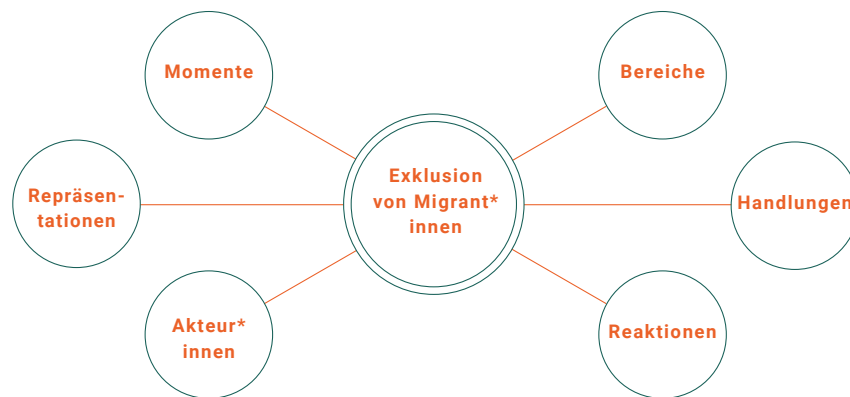 Momente
Bereiche
Repräsen-
tationen
Exklusion
von Migrant*
innen
Handlungen
Akteur*
innen
Reaktionen